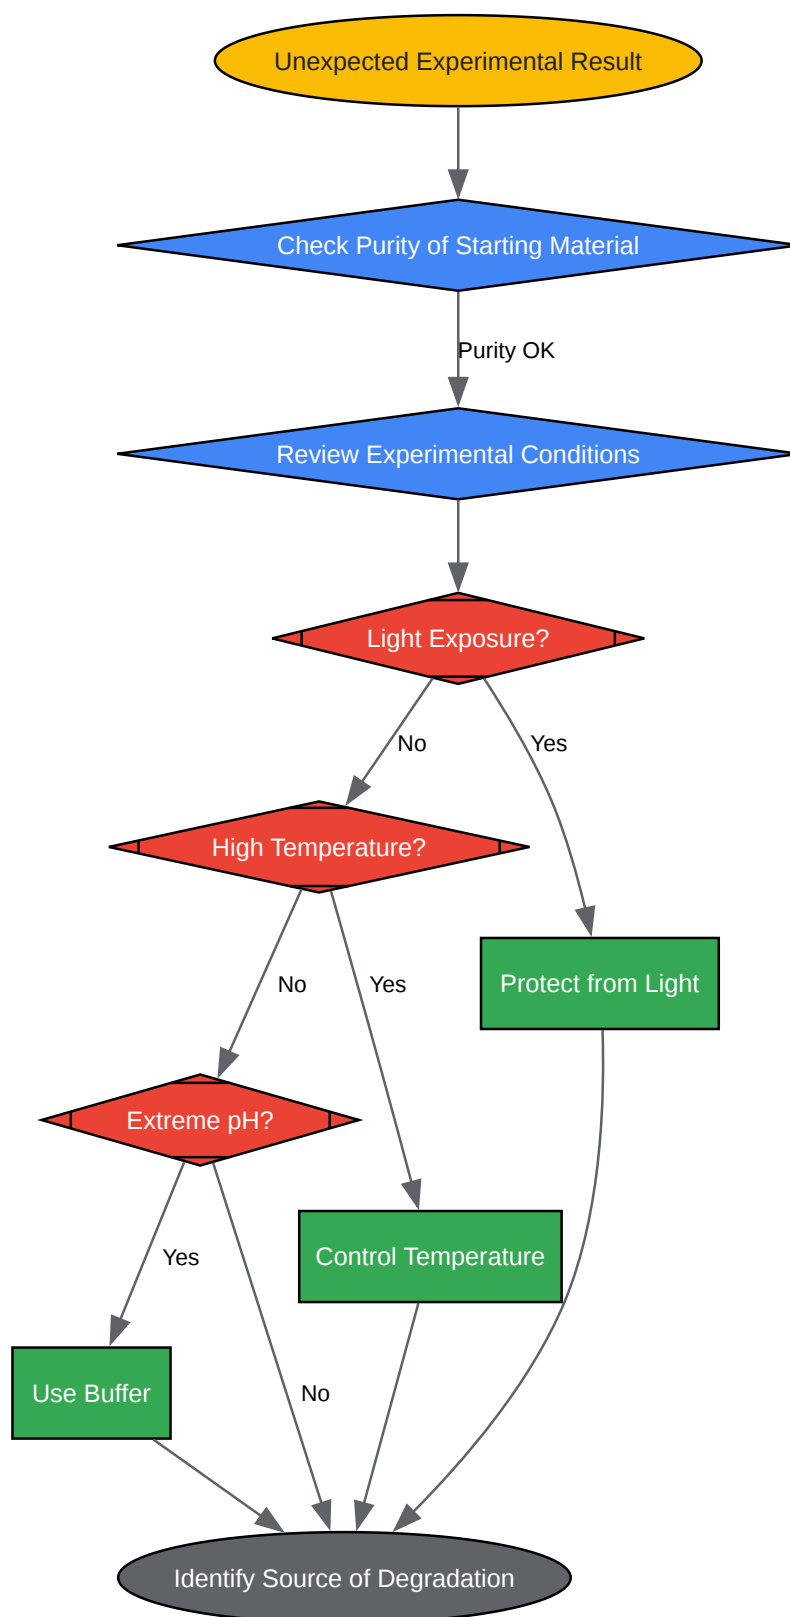 Unexpected Experimental Result
Check Purity of Starting Material
Purity OK
Review Experimental Conditions
Light Exposure?
No
Yes
High Temperature?
Protect from Light
No
Yes
Extreme pH?
Control Temperature
Yes
Use Buffer
No
Identify Source of Degradation